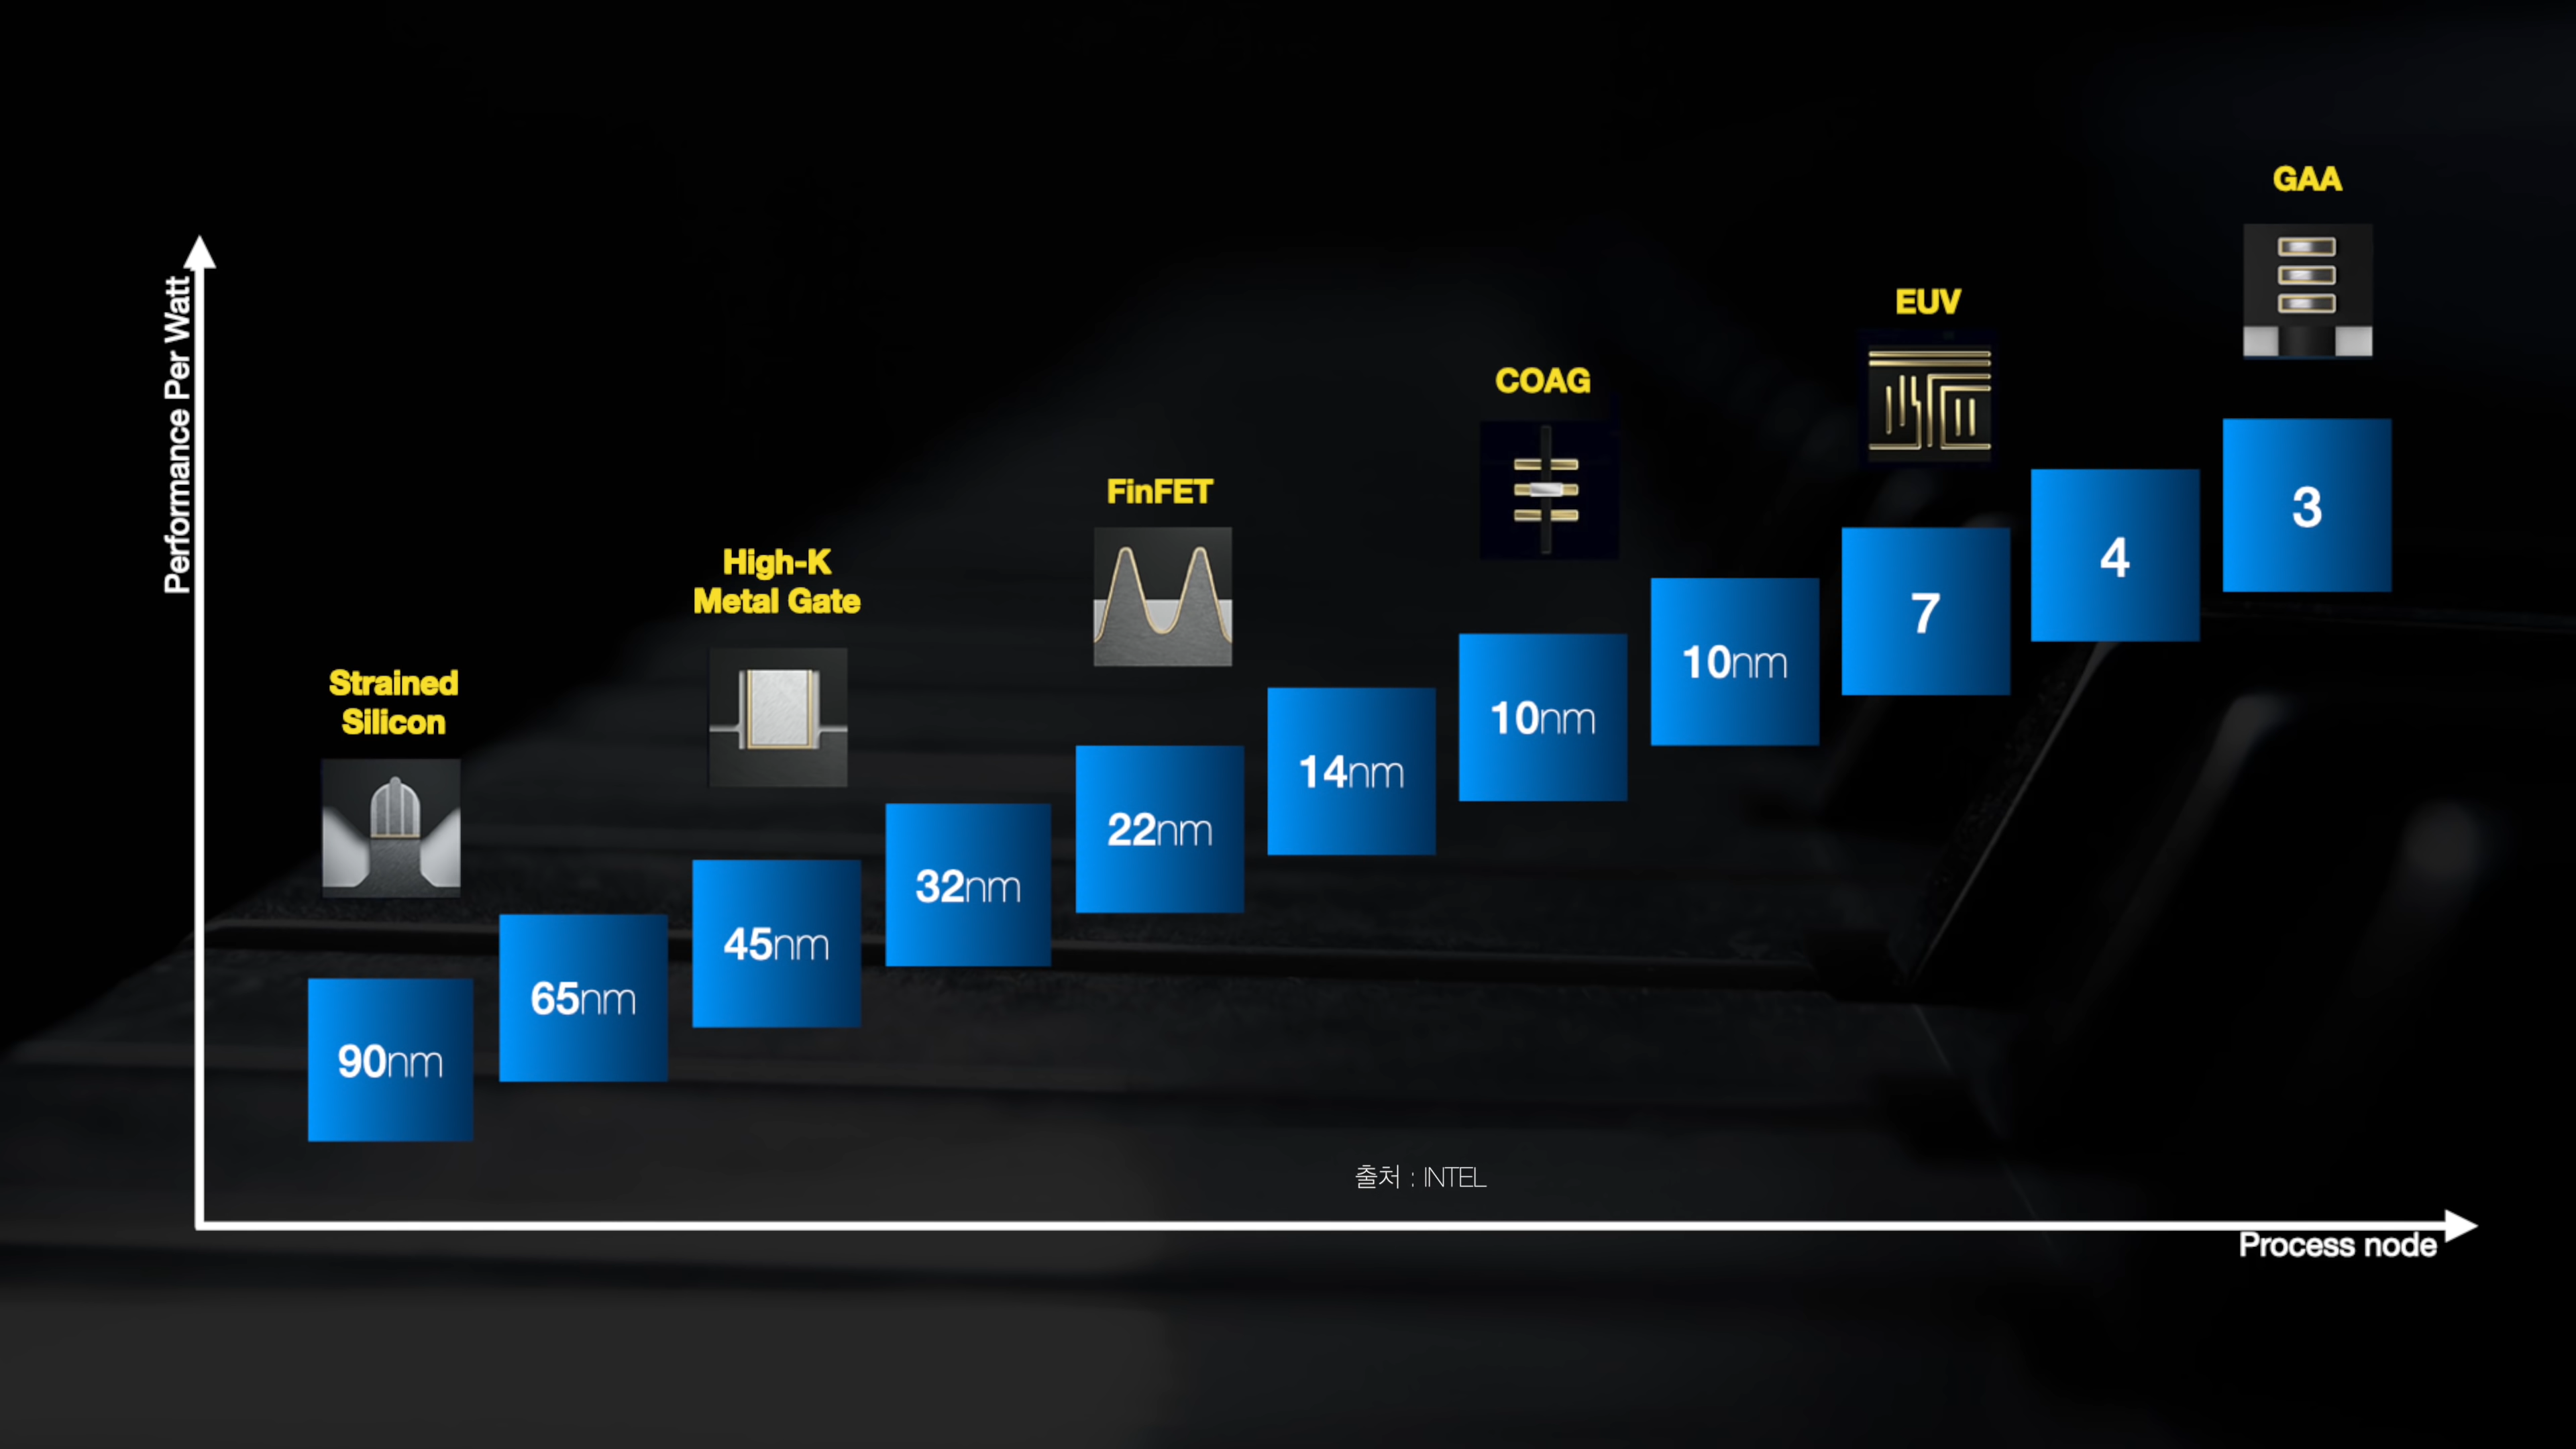 GAA
EUV
COAG
FinFET
High-K
Metal Gate
Strained
Silicon
Performance Per Watt
90nm
65nm
45nm
32nm
22nm
14nm
10nm
10nm
7
4
3
출처 : INTEL
Process node